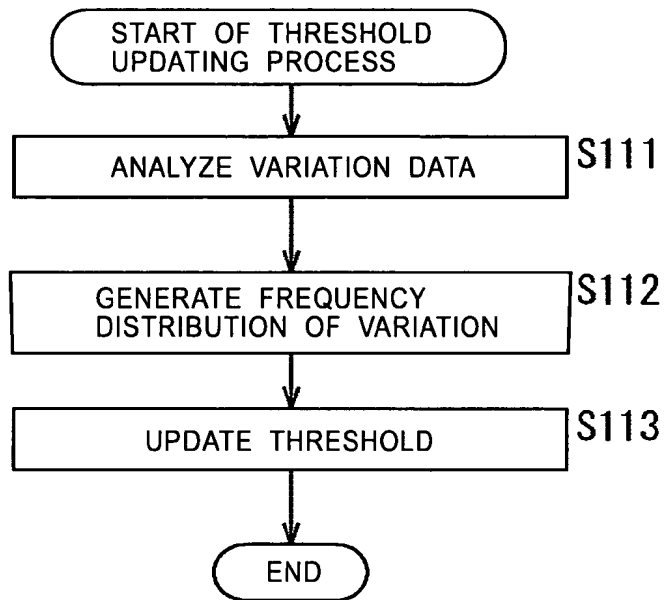 START OF THRESHOLD
UPDATING PROCESS
ANALYZE VARIATION DATA
S111
GENERATE FREQUENCY
DISTRIBUTION OF VARIATION
S112
UPDATE THRESHOLD
S113
END